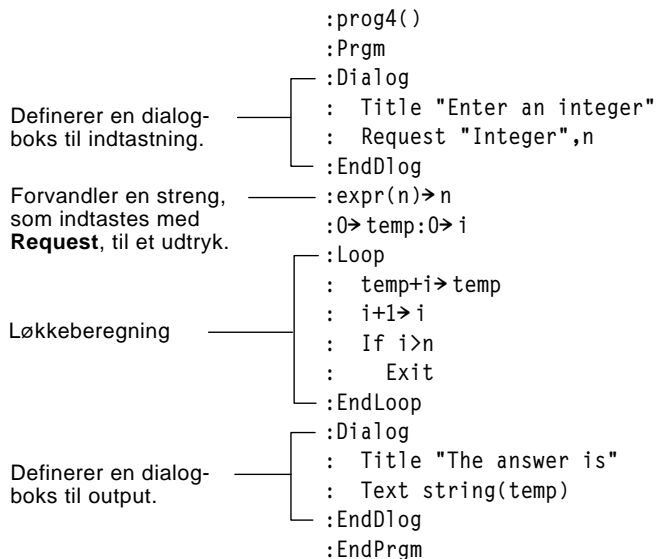 :prog4()
:Prgm
:Dialog
: Title "Enter an integer"
: Request "Integer",n
:EndDlog
Definerer en dialog-
boks til indtastning.
:expr(n)→n
Forvandler en streng,
som indtastes med
Request, til et udtryk.
:0→temp:0→i
:Loop
: temp+i→temp
: i+1→i
: If i>n
: Exit
:EndLoop
Løkkeberegning
:Dialog
: Title "The answer is"
: Text string(temp)
:EndDlog
Definerer en dialog-
boks til output.
:EndPrgm